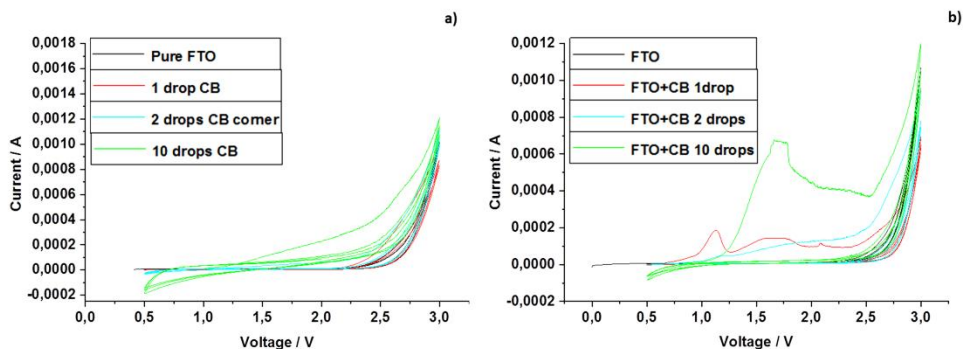 a)
Current / A
0,0018
0,0016
0,0014
0,0012
0,0010
0,0008
0,0006
0,0004
0,0002
0,0000
-0,0002
Pure FTO
1 drop CB
2 drops CB corner
10 drops CB
0,0 0,5 1,0 1,5 2,0 2,5 3,0
Voltage / V
b)
Current / A
0,0012
0,0010
0,0008
0,0006
0,0004
0,0002
0,0000
-0,0002
FTO
FTO+CB 1drop
FTO+CB 2 drops
FTO+CB 10 drops
0,0 0,5 1,0 1,5 2,0 2,5 3,0
Voltage / V